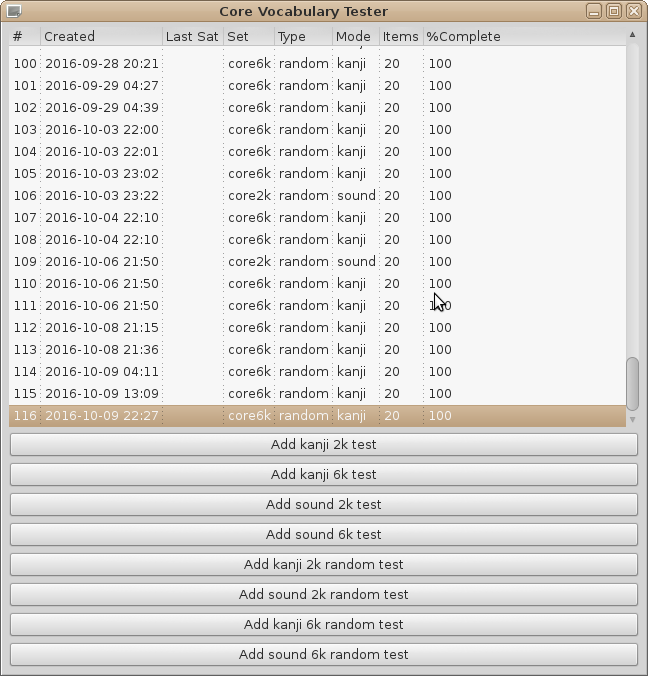 Core Vocabulary Tester
# Created Last Sat Set Type Mode Items %Complete
100 2016-09-28 20:21 core6k random kanji 20 100
101 2016-09-29 04:27 core6k random kanji 20 100
102 2016-09-29 04:39 core6k random kanji 20 100
103 2016-10-03 22:00 core6k random kanji 20 100
104 2016-10-03 22:01 core6k random kanji 20 100
105 2016-10-03 23:02 core6k random kanji 20 100
106 2016-10-03 23:22 core2k random sound 20 100
107 2016-10-04 22:10 core6k random kanji 20 100
108 2016-10-04 22:10 core6k random kanji 20 100
109 2016-10-06 21:50 core2k random sound 20 100
110 2016-10-06 21:50 core6k random kanji 20 100
111 2016-10-06 21:50 core6k random kanji 20 100
112 2016-10-08 21:15 core6k random kanji 20 100
113 2016-10-08 21:36 core6k random kanji 20 100
114 2016-10-09 04:11 core6k random kanji 20 100
115 2016-10-09 13:09 core6k random kanji 20 100
116 2016-10-09 22:27 core6k random kanji 20 100
Add kanji 2k test
Add kanji 6k test
Add sound 2k test
Add sound 6k test
Add kanji 2k random test
Add sound 2k random test
Add kanji 6k random test
Add sound 6k random test